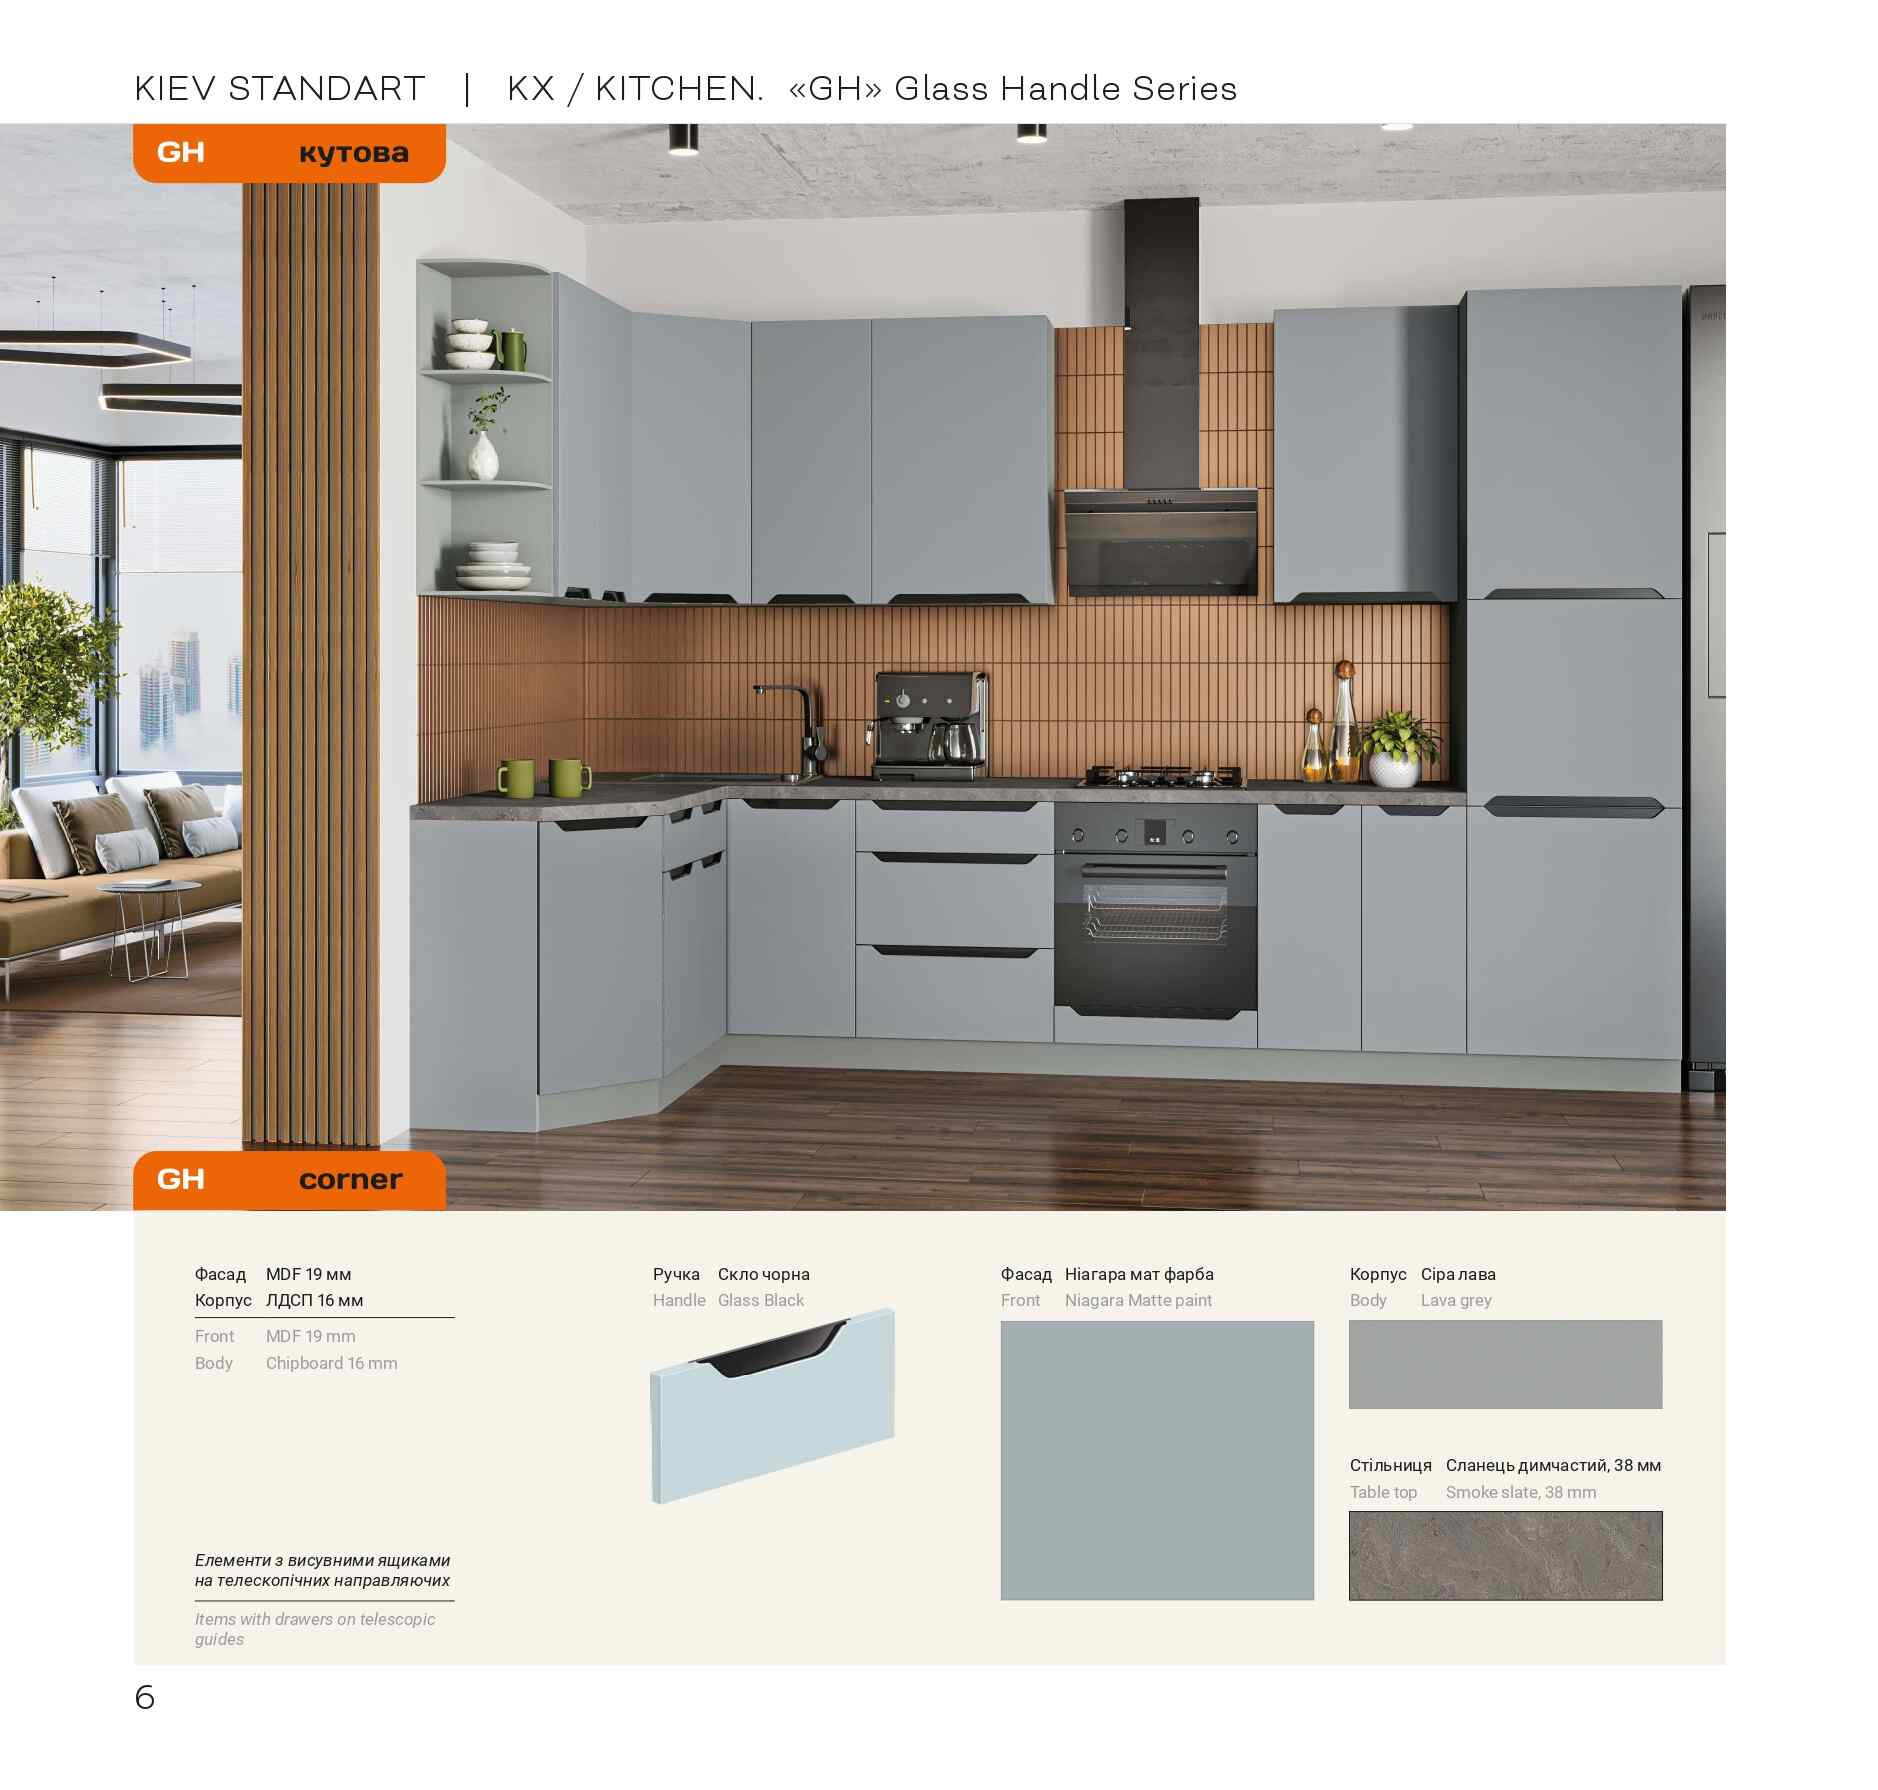 KIEV STANDART | KX / KITCHEN. «GH» Glass Handle Series
GH кутова
GH corner
Фасад MDF 19 мм
Корпус ЛДСП 16 мм
Front MDF 19 mm
Body Chipboard 16 mm
Елементи з висувними ящиками
на телескопічних направляючих
Items with drawers on telescopic
guides
Ручка Скло чорна
Handle Glass Black
Фасад Ніагара мат фарба
Front Niagara Matte paint
Корпус Сіра лава
Body Lava grey
Стільниця Сланець димчастий, 38 мм
Table top Smoke slate, 38 mm
6